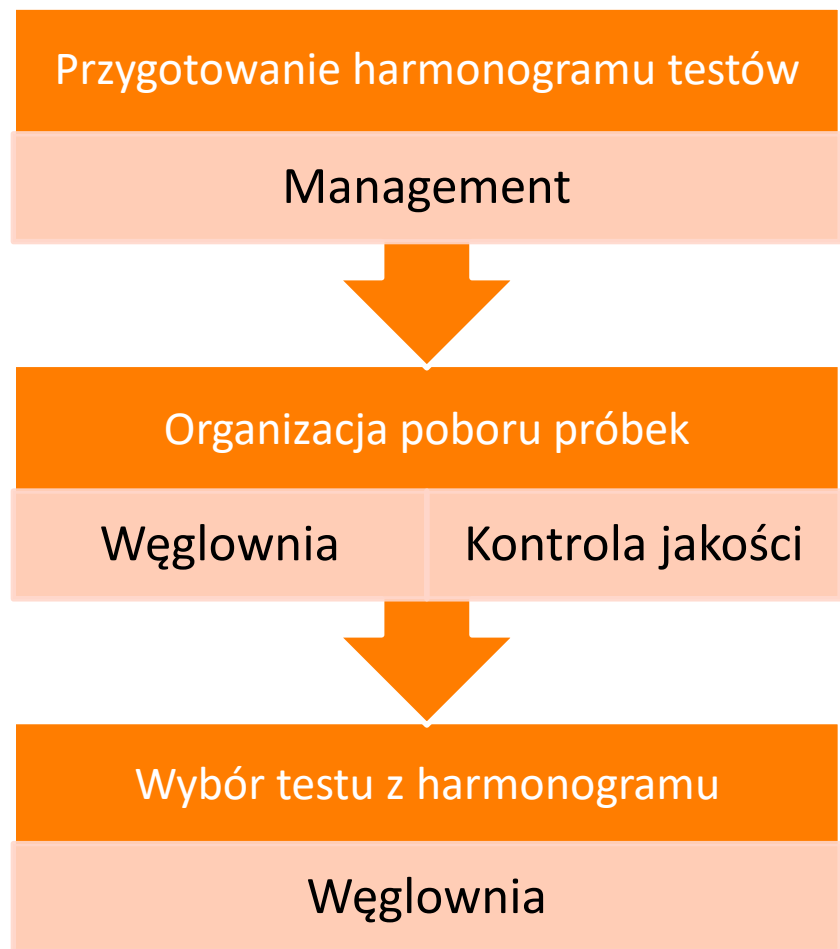 Przygotowanie harmonogramu testów
Management
Organizacja poboru próbek
Węglownia
Kontrola jakości
Wybór testu z harmonogramu
Węglownia